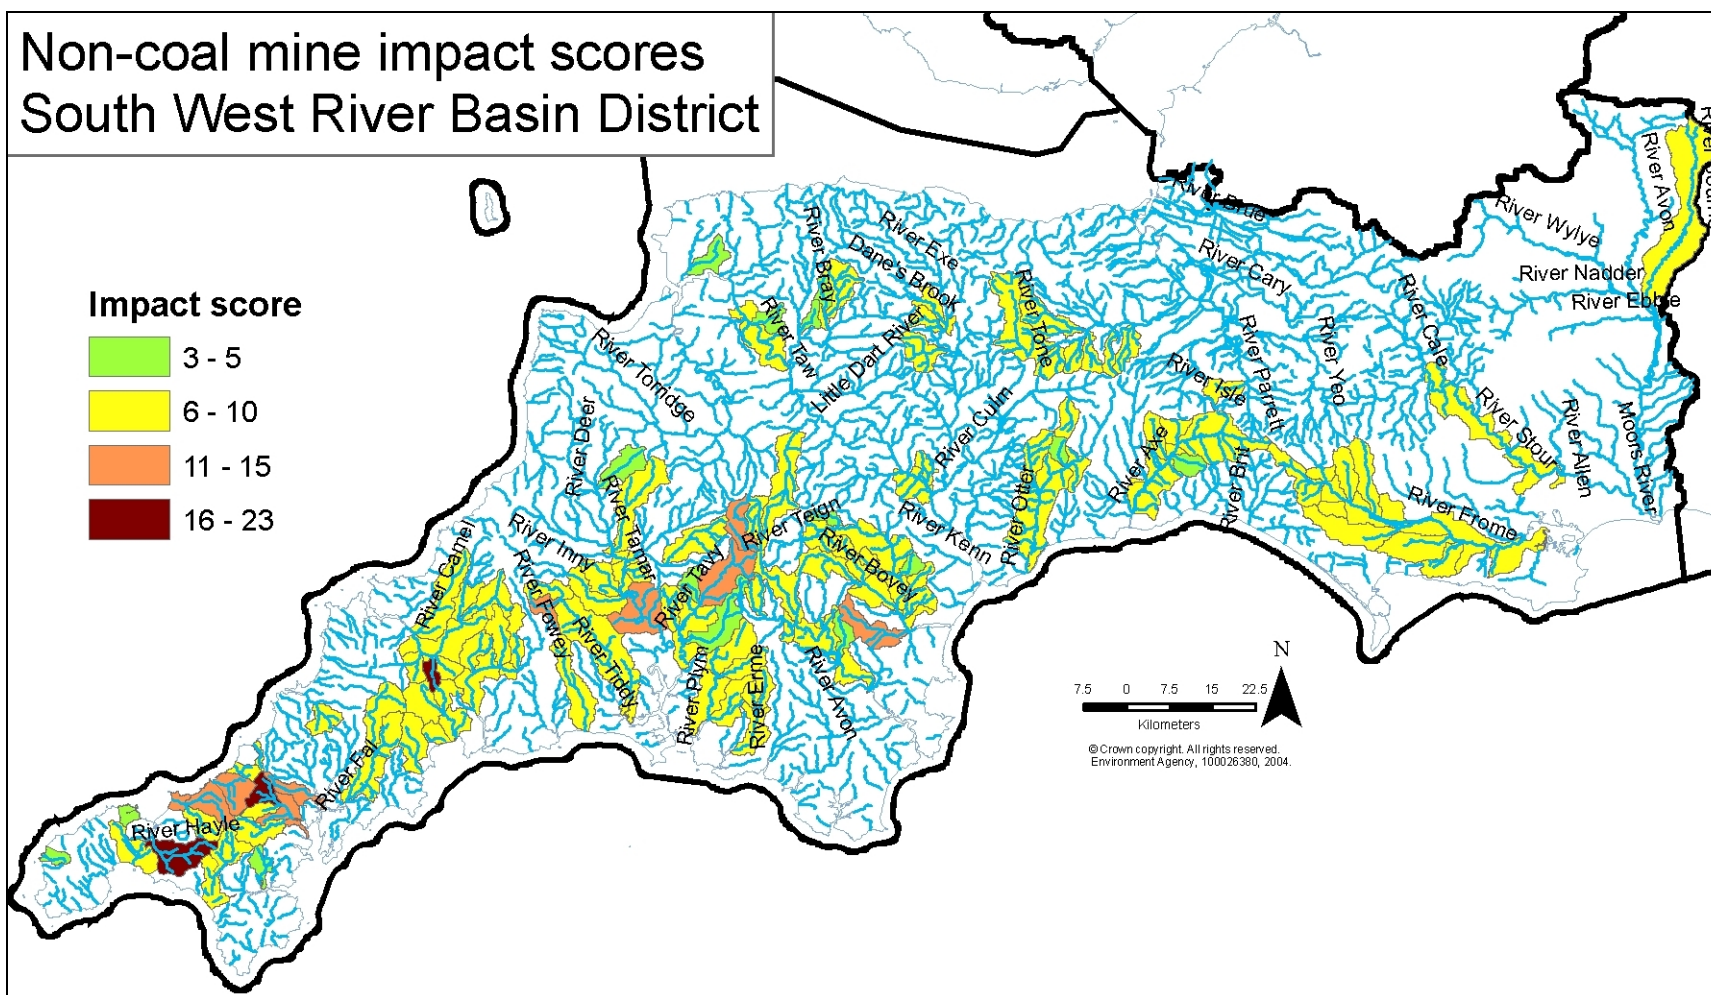 Non-coal mine impact scores
South West River Basin District
Impact score
3 - 5
6 - 10
11 - 15
16 - 23
River Brue
River Avon
River Wylye
River Exe
River Bray
Dane's Brook
River Cary
River Nadder
River Ebble
River Tone
River Cale
River Taw
Little Dart River
River Torridge
River Parrett
River Yeo
River Isle
River Culm
River Stour
River Allen
Moors River
River Deer
River Axe
River Brit
River Otter
River Frome
River Tamar
River Teign
River Kenn
River Inny
River Camel
River Bovey
River Tavy
River Fowey
River Tiddy
River Plym
River Erme
River Avon
River Fal
River Hayle
N
7.5 0 7.5 15 22.5
Kilometers
© Crown copyright. All rights reserved.
Environment Agency, 100026380, 2004.